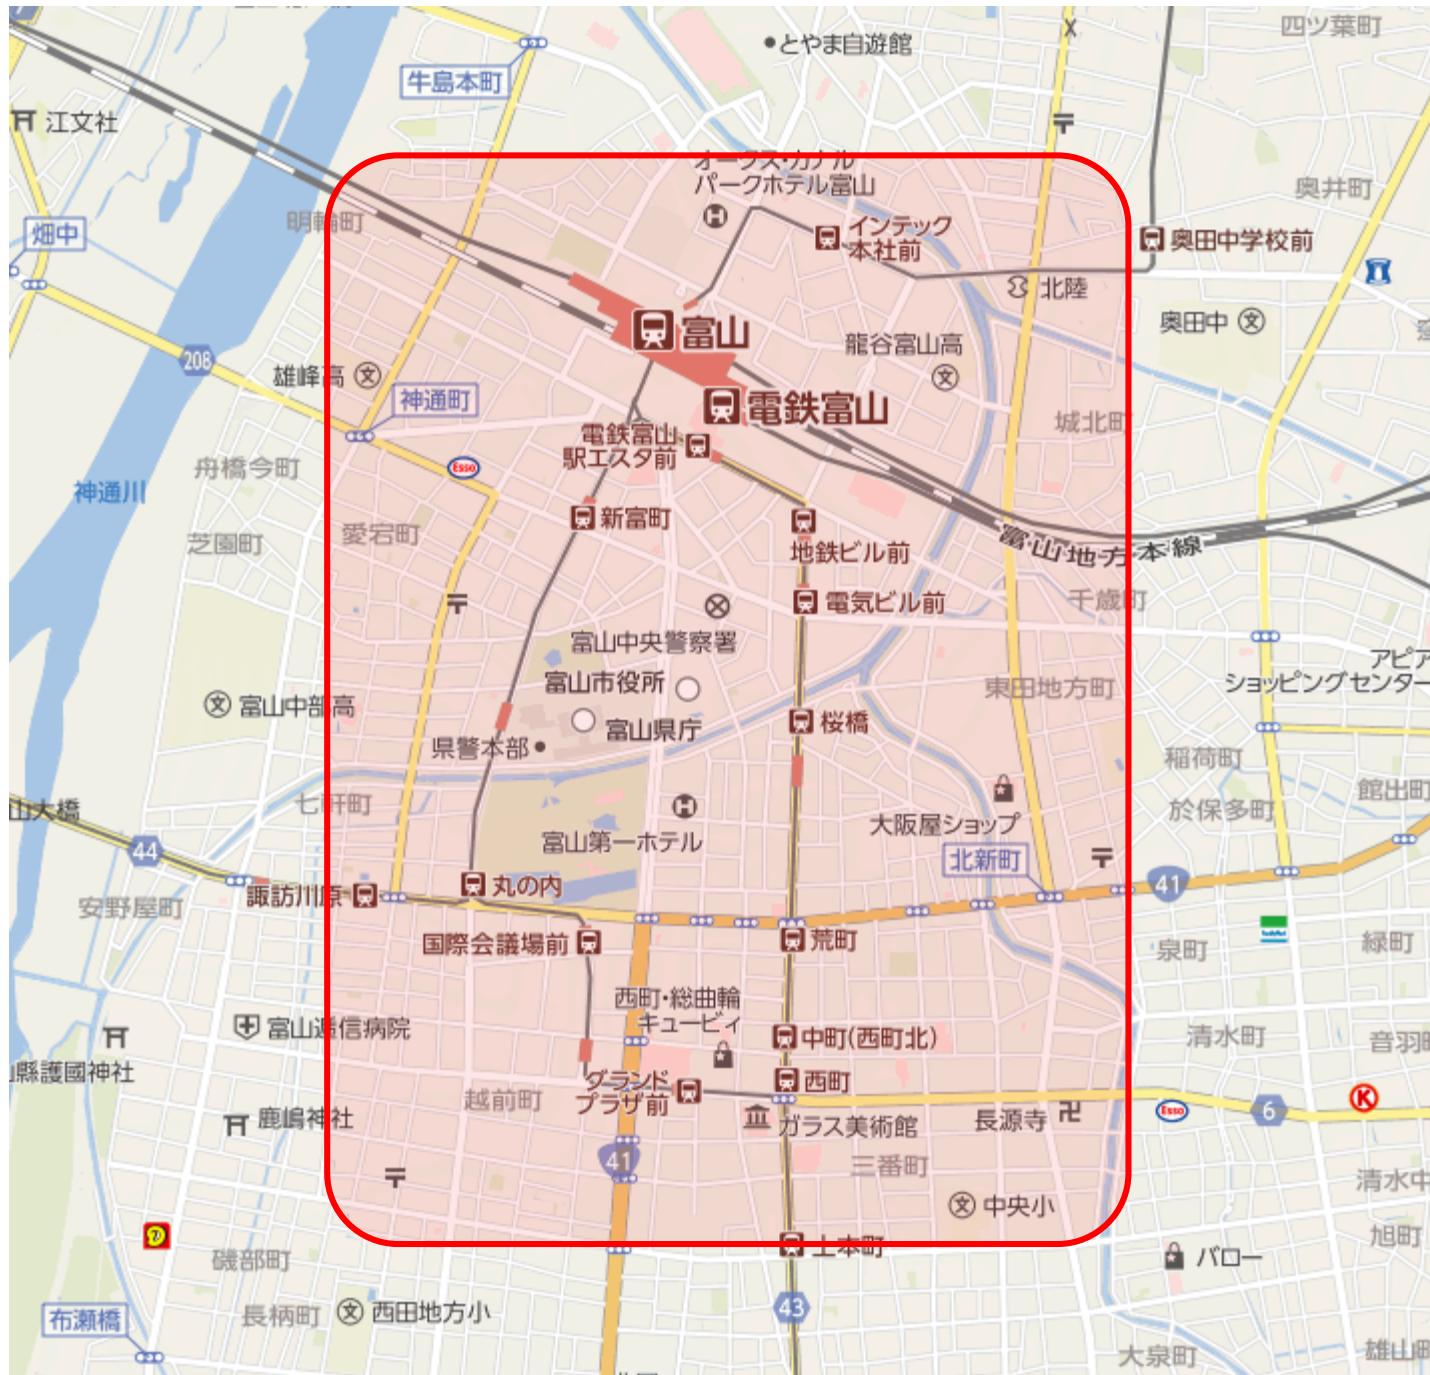 四ツ葉町
とやま自遊館
牛島本町
江文社
オークス・カナル
パークホテル富山
奥井町
明輪町
畑中
インテック
本社前
奥田中学校前
北陸
富山
奥田中
龍谷富山高
208
雄峰高
神通町
電鉄富山
城北町
電鉄富山
駅エスタ前
Esso
舟橋今町
神通川
新富町
愛宕町
芝園町
地鉄ビル前
富山地方本線
電気ビル前
千歳町
富山中央警察署
アピア
ショッピングセンター
富山市役所
東田地方町
富山中部高
富山県庁
桜橋
県警本部
稲荷町
七軒町
館出町
山大橋
於保多町
大阪屋ショップ
富山第一ホテル
44
北新町
41
丸の内
諏訪川原
安野屋町
国際会議場前
荒町
FamilyMart
泉町
緑町
西町・総曲輪
キュービィ
富山逓信病院
中町(西町北)
清水町
音羽町
縣護國神社
グランド
プラザ前
西町
越前町
K
鹿嶋神社
ガラス美術館
長源寺
Esso
6
41
三番町
清水中
中央小
上本町
旭町
磯部町
バロー
長柄町
西田地方小
43
布瀬橋
大泉町
雄山町